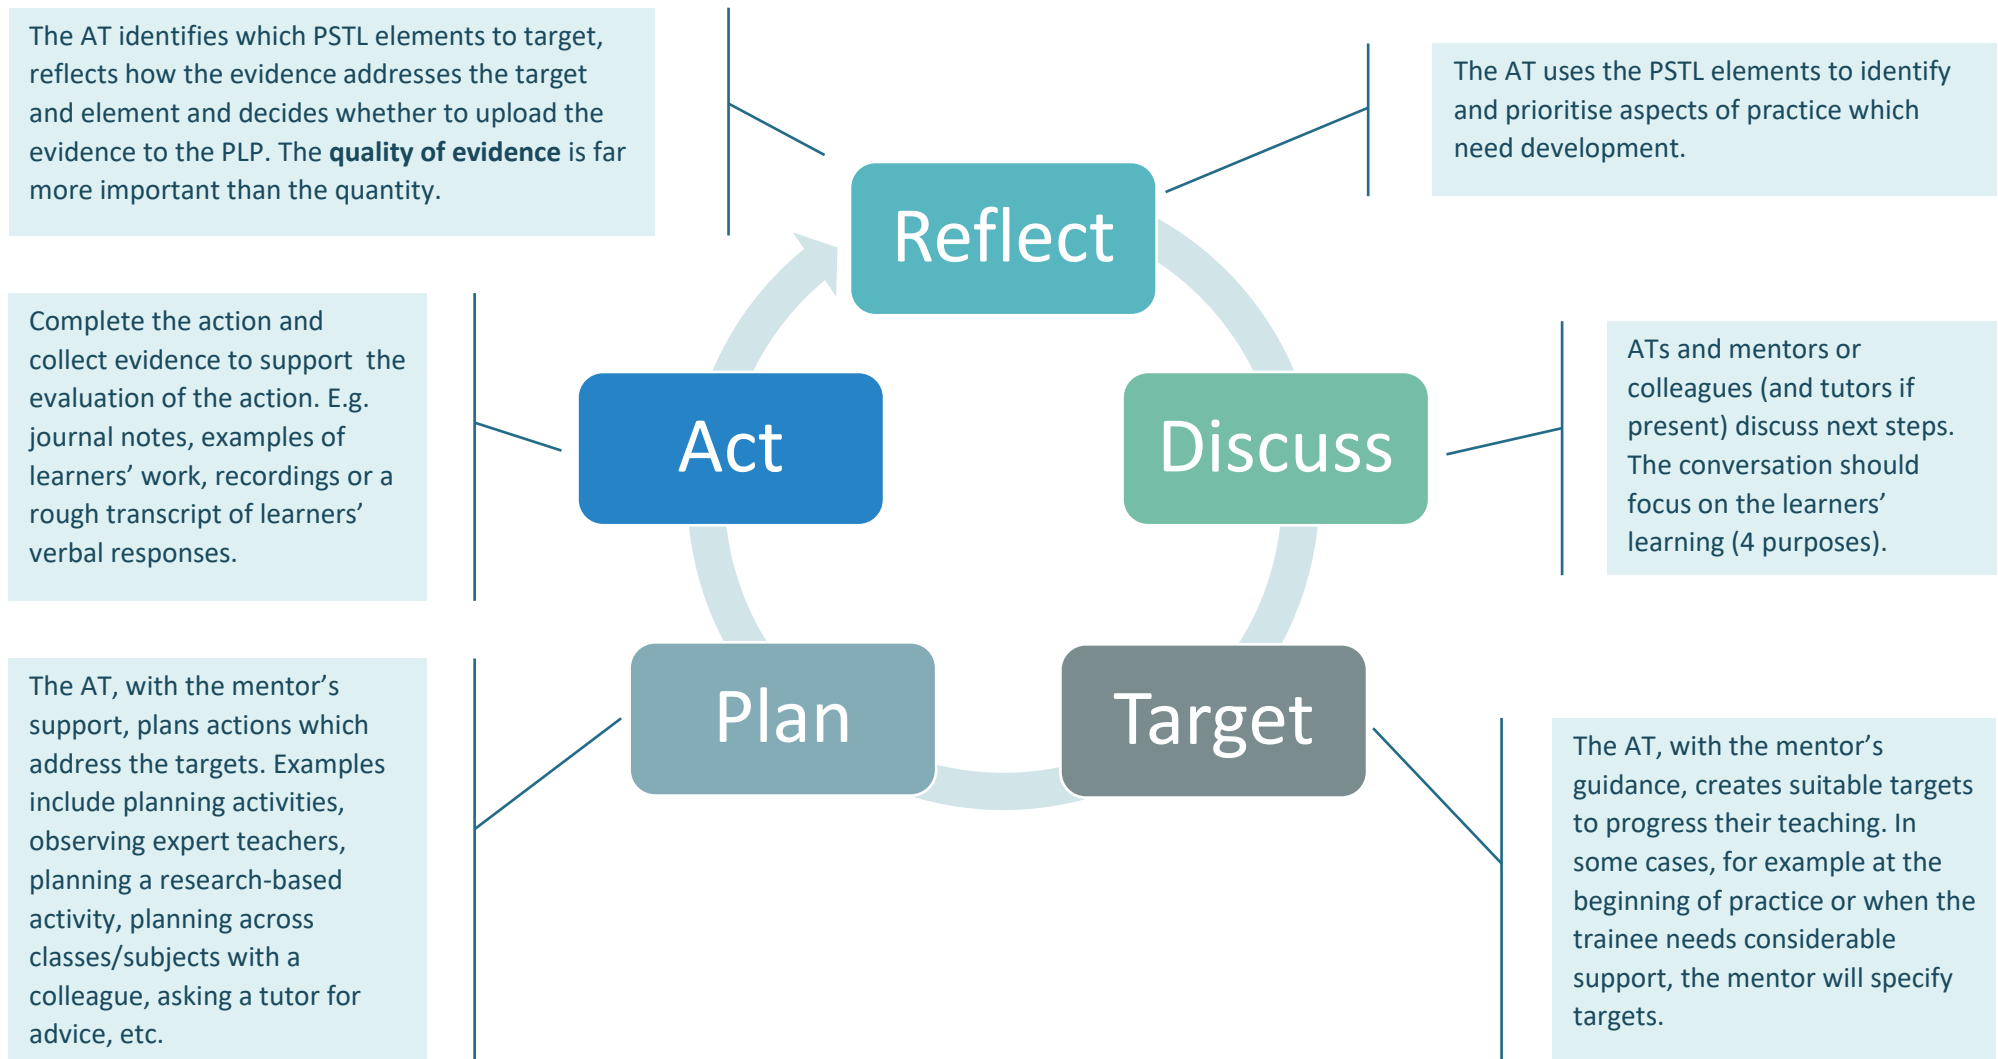 The AT identifies which PSTL elements to target,
reflects how the evidence addresses the target
and element and decides whether to upload the
evidence to the PLP. The quality of evidence is far
more important than the quantity.
The AT uses the PSTL elements to identify
and prioritise aspects of practice which
need development.
Reflect
Complete the action and
collect evidence to support  the
evaluation of the action. E.g.
journal notes, examples of
learners’ work, recordings or a
rough transcript of learners’
verbal responses.
Act
Discuss
ATs and mentors or
colleagues (and tutors if
present) discuss next steps.
The conversation should
focus on the learners’
learning (4 purposes).
The AT, with the mentor’s
support, plans actions which
address the targets. Examples
include planning activities,
observing expert teachers,
planning a research-based
activity, planning across
classes/subjects with a
colleague, asking a tutor for
advice, etc.
Plan
Target
The AT, with the mentor’s
guidance, creates suitable targets
to progress their teaching. In
some cases, for example at the
beginning of practice or when the
trainee needs considerable
support, the mentor will specify
targets.